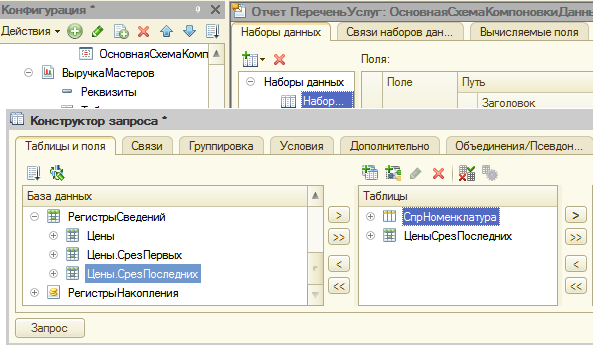 Конфигурация *
Действия
ОсновнаяСхемаКомп
ВыручкаМастеров
Реквизиты
Отчет ПереченьУслуг: ОсновнаяСхемаКомпоновкиДанны
Наборы данных
Связи наборов дан...
Вычисляемые поля
Поля:
Наборы данных
Набор...
Поле
Путь
Заголовок
Конструктор запроса *
Таблицы и поля
Связи
Группировка
Условия
Дополнительно
Объединения/Псевдон...
База данных
РегистрыСведений
Цены
Цены.СрезПервых
Цены.СрезПоследних
РегистрыНакопления
>
>>
<
<<
Таблицы
СпрНоменклатура
ЦеныСрезПоследних
>
>>
<
<<
Запрос